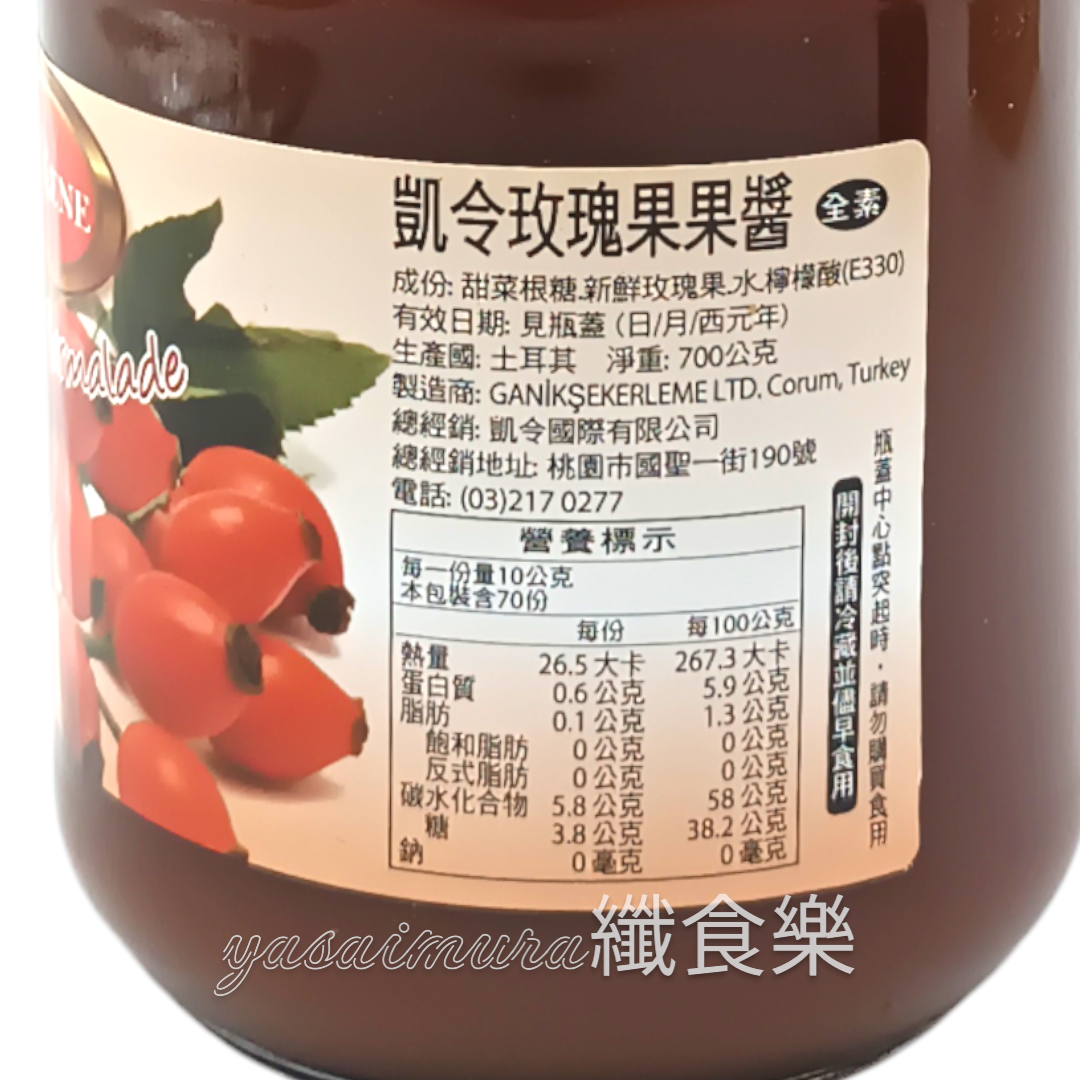 凱令玫瑰果果醬 全素
成份: 甜菜根糖.新鮮玫瑰果.水.檸檬酸(E330)
有效日期: 見瓶蓋 (日/月/西元年)
生產國: 土耳其 淨重: 700公克
製造商: GANİKŞEKERLEME LTD. Corum, Turkey
總經銷: 凱令國際有限公司
總經銷地址: 桃園市國聖一街190號
電話: (03)217 0277
營養標示
每一份量10公克
本包裝含70份
每份 每100公克
熱量 26.5 大卡 267.3 大卡
蛋白質 0.6 公克 5.9 公克
脂肪 0.1 公克 1.3 公克
飽和脂肪 0 公克 0 公克
反式脂肪 0 公克 0 公克
碳水化合物 5.8 公克 58 公克
糖 3.8 公克 38.2 公克
鈉 0 毫克 0 毫克
瓶蓋中心點突起時，請勿購買食用
開封後請冷藏並儘早食用
yasaimura纖食樂